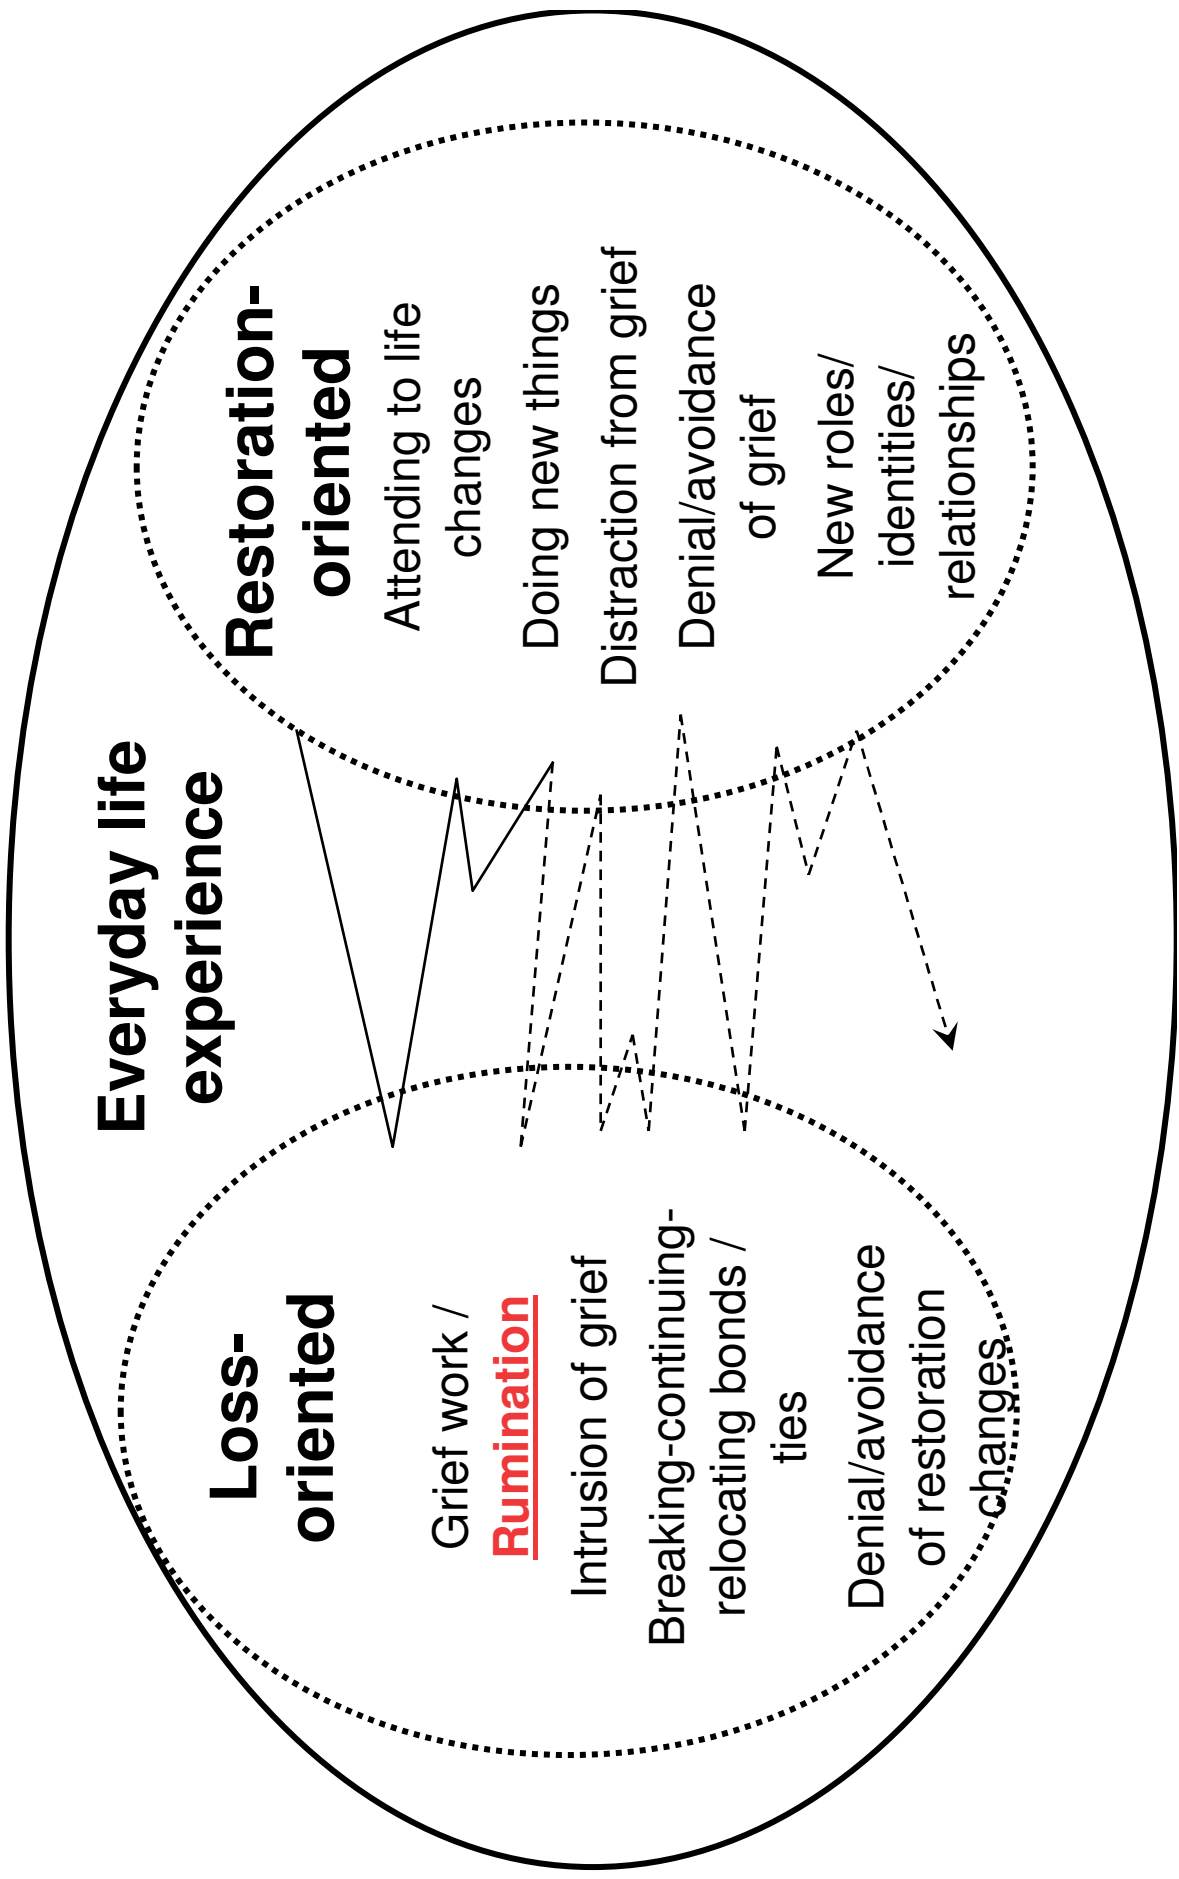 Everyday life
experience
Loss-
oriented
Grief work /
Rumination
Intrusion of grief
Breaking-continuing-
relocating bonds /
ties
Denial/avoidance
of restoration
changes
Restoration-
oriented
Attending to life
changes
Doing new things
Distraction from grief
Denial/avoidance
of grief
New roles/
identities/
relationships